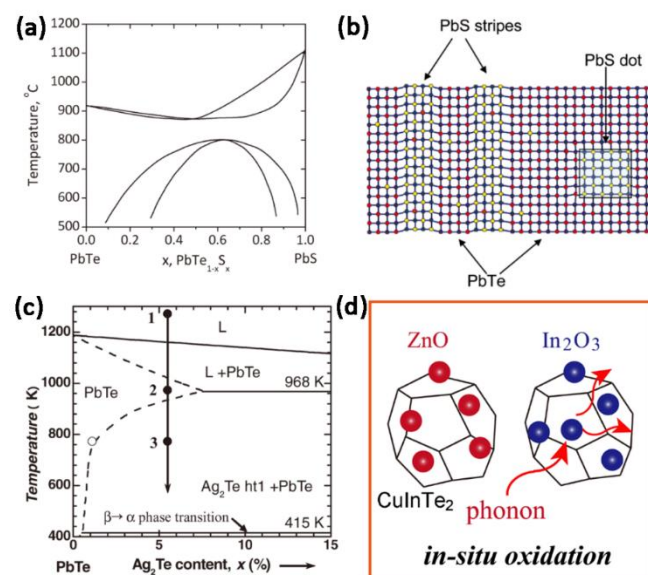 (a)
1200
1100
1000
900
800
700
600
500
Temperature, °C
0.0 0.2 0.4 0.6 0.8 1.0
PbTe x, PbTe1-xSx PbS
(b)
PbS stripes
PbS dot
PbTe
(c)
1200
1000
800
600
400
Temperature (K)
1
L
L +PbTe
968 K
2
PbTe
3
Ag2Te ht1 +PbTe
β→ α phase transition
415 K
0 5 10 15
PbTe Ag2Te content, x (%)
(d)
ZnO In2O3
CuInTe2
phonon
in-situ oxidation